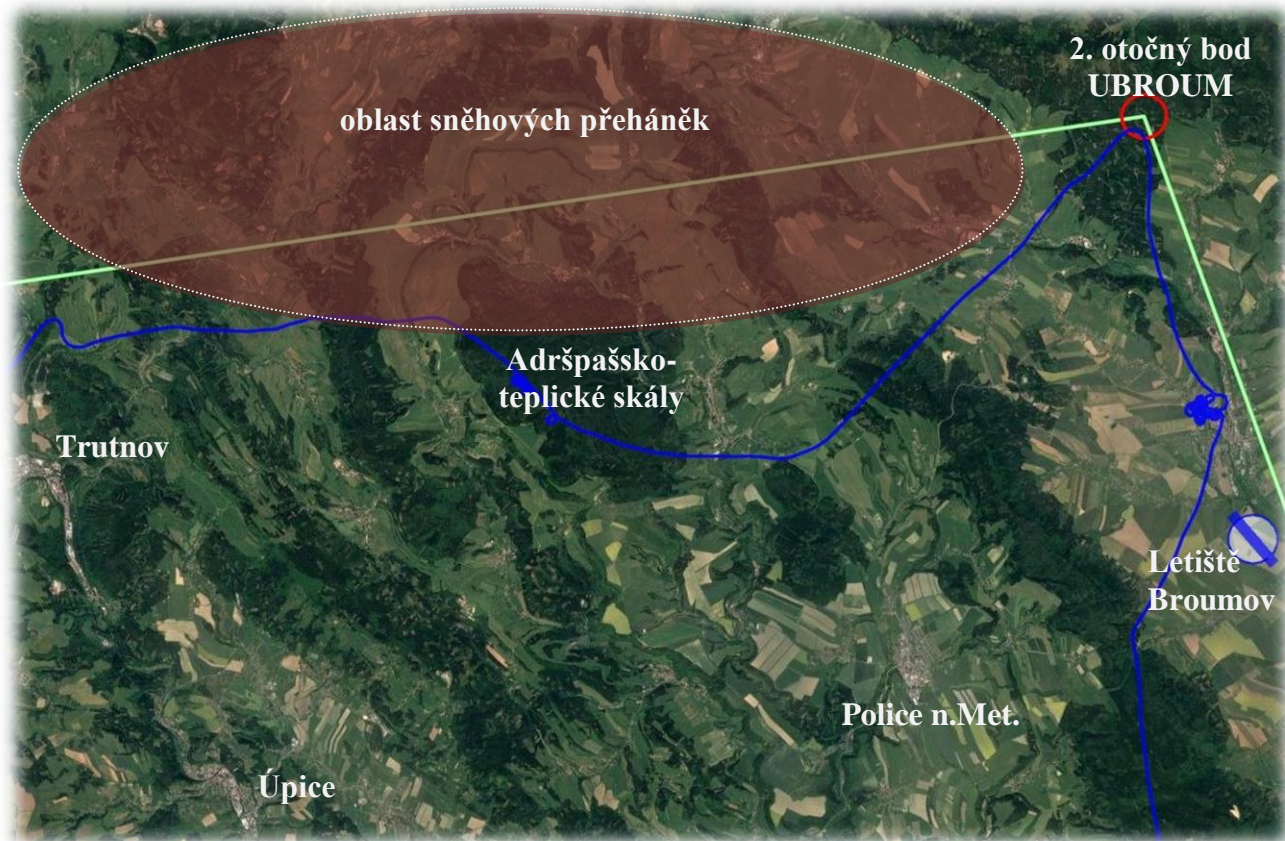 2. otočný bod
UBROUM
oblast sněhových přeháněk
Adršpašsko-
teplické skály
Trutnov
Letiště
Broumov
Police n.Met.
Úpice